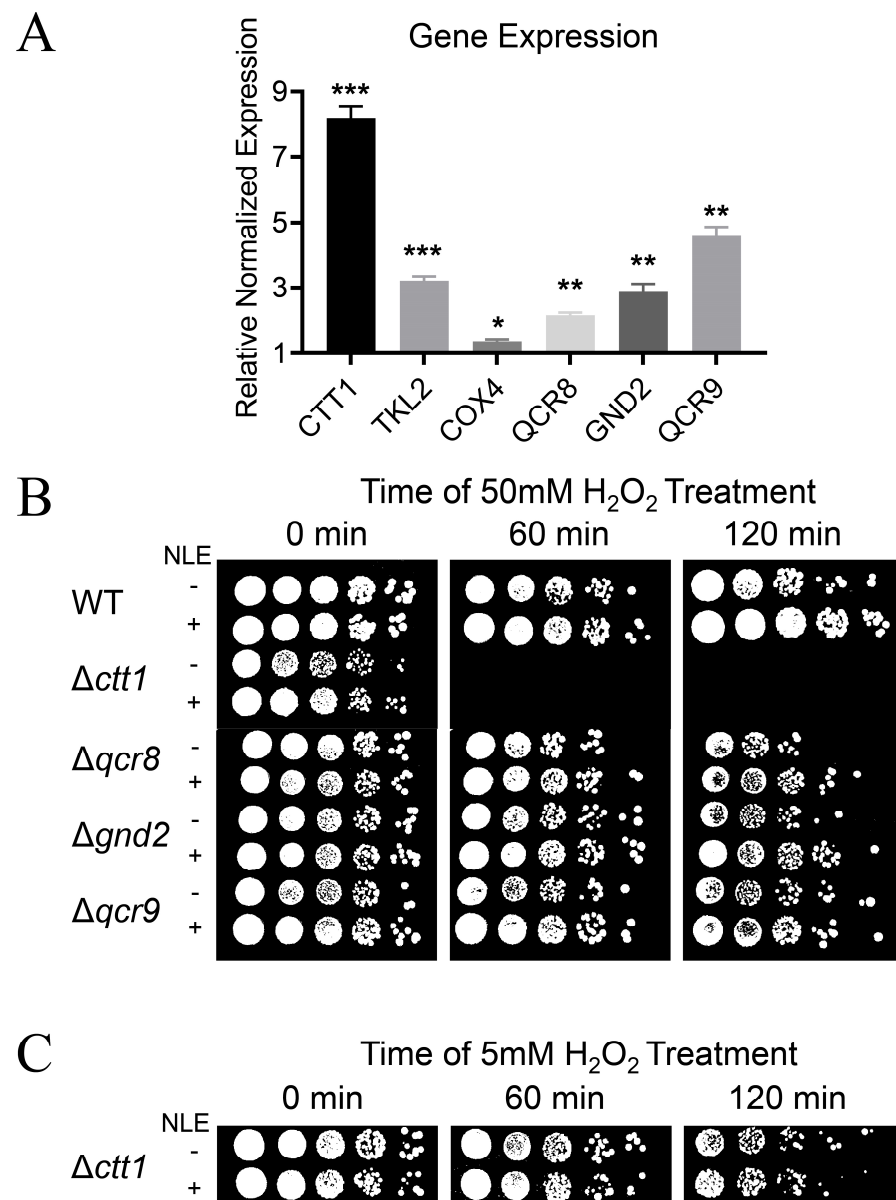 A
Gene Expression
Relative Normalized Expression
9
7
5
3
1
***
***
*
**
**
**
CTT1
TKL2
COX4
QCR8
GND2
QCR9
B
Time of 50mM H₂O₂ Treatment
0 min 60 min 120 min
NLE
WT
-
+
Δctt1
-
+
Δqcr8
-
+
Δgnd2
-
+
Δqcr9
-
+
C
Time of 5mM H₂O₂ Treatment
0 min 60 min 120 min
NLE
Δctt1
-
+